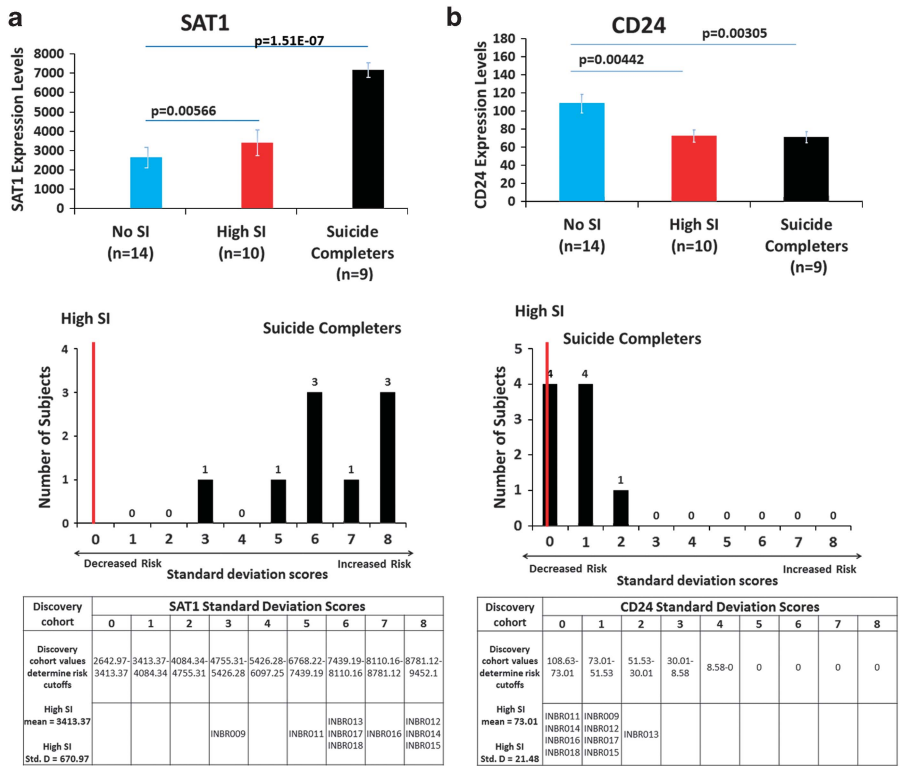 a
SAT1
p=1.51E-07
p=0.00566
SAT1 Expression Levels
8000
7000
6000
5000
4000
3000
2000
1000
0
No SI
(n=14)
High SI
(n=10)
Suicide
Completers
(n=9)
High SI
Suicide Completers
Number of Subjects
4
3
2
1
0
0 0 1 0 1 3 1 3
0 1 2 3 4 5 6 7 8
Decreased Risk Increased Risk
Standard deviation scores
Discovery cohort SAT1 Standard Deviation Scores
0 1 2 3 4 5 6 7 8
Discovery
cohort values
determine risk
cutoffs
2642.97- 3413.37- 4084.34- 4755.31- 5426.28- 6768.22- 7439.19- 8110.16- 8781.12-
3413.37 4084.34 4755.31 5426.28 6097.25 7439.19 8110.16 8781.12 9452.1
High SI
mean = 3413.37
High SI
Std. D = 670.97
INBR009
INBR011
INBR013
INBR017
INBR018
INBR016
INBR012
INBR014
INBR015
b
CD24
p=0.00305
p=0.00442
CD24 Expression Levels
180
160
140
120
100
80
60
40
20
0
No SI
(n=14)
High SI
(n=10)
Suicide
Completers
(n=9)
High SI
Suicide Completers
Number of Subjects
5
4
3
2
1
0
4 4 1 0 0 0 0 0 0
0 1 2 3 4 5 6 7 8
Decreased Risk Increased Risk
Standard deviation scores
Discovery cohort CD24 Standard Deviation Scores
0 1 2 3 4 5 6 7 8
Discovery
cohort values
determine risk
cutoffs
108.63- 73.01- 51.53- 30.01- 8.58-0 0 0 0 0
73.01 51.53 30.01 8.58
High SI
mean = 73.01
High SI
Std. D = 21.48
INBR011
INBR014
INBR016
INBR018
INBR009
INBR012
INBR017
INBR015
INBR013